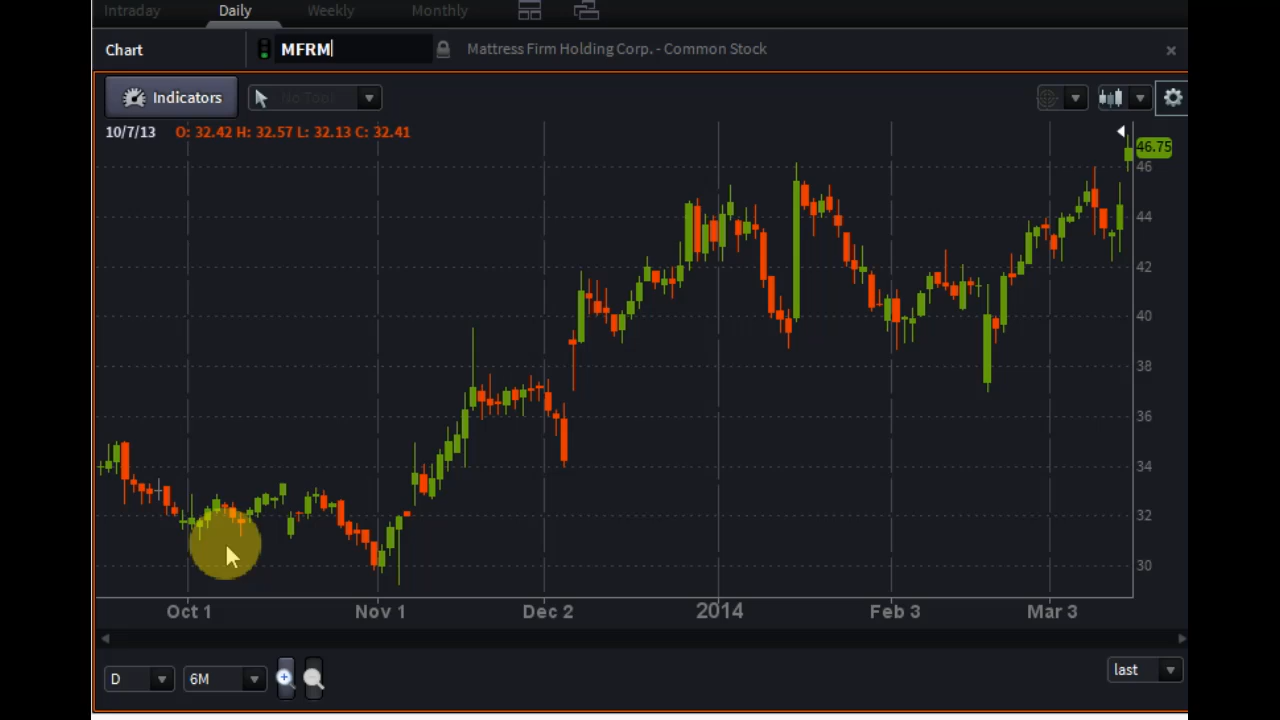 Intraday Daily Weekly Monthly
Chart MFRM Mattress Firm Holding Corp. - Common Stock
Indicators No Tool
10/7/13 O: 32.42 H: 32.57 L: 32.13 C: 32.41
46.75
46
44
42
40
38
36
34
32
30
Oct 1 Nov 1 Dec 2 2014 Feb 3 Mar 3
D 6M last